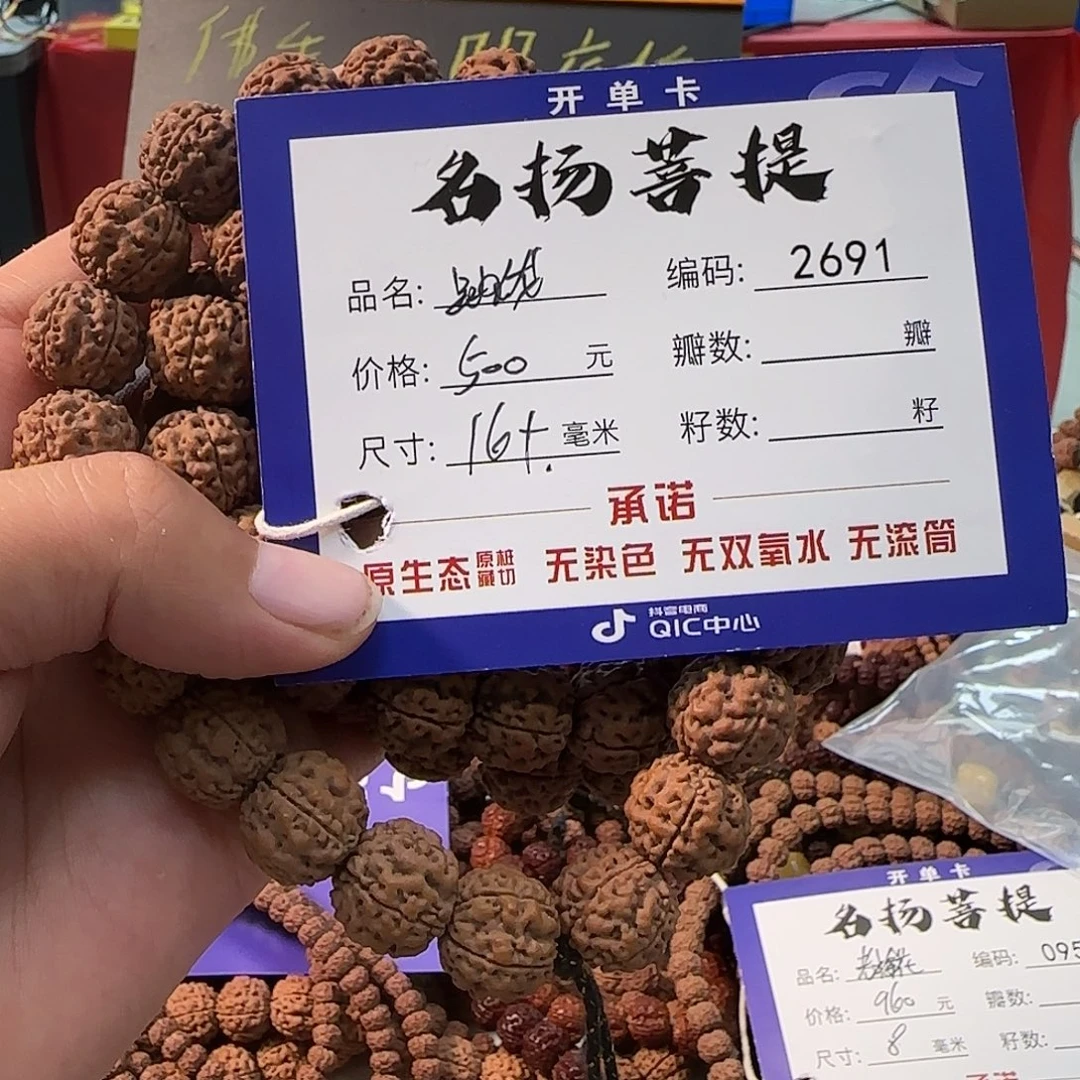 开单卡
名扬菩提
品名:
编码: 2691
价格: 500 元
瓣数: 瓣
尺寸: 16+. 毫米
籽数: 籽
承诺
原生态 原桩藏切 无染色 无双氧水 无滚筒
抖音电商
QIC中心
开单卡
名扬菩提
品名:
编码: 095
价格: 960 元
瓣数:
尺寸: 8 毫米
籽数: